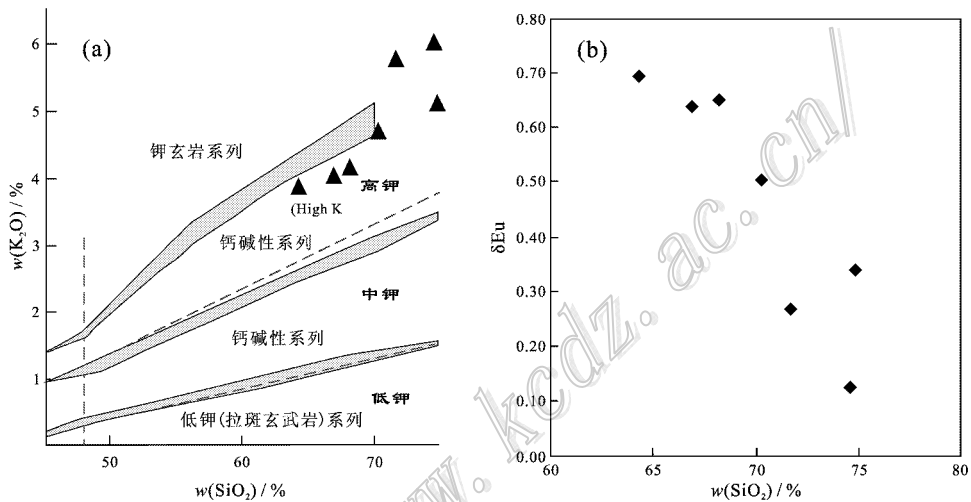 (a)
6
5
4
3
2
1
w(K₂O) / %
钾玄岩系列
高钾
(High K
钙碱性系列
中钾
钙碱性系列
低钾
低钾(拉斑玄武岩)系列
50
60
70
w(SiO₂) / %
(b)
0.80
0.70
0.60
0.50
0.40
0.30
0.20
0.10
0.00
δEu
60
65
70
75
80
w(SiO₂) / %
www.kcdz.ac.cn/